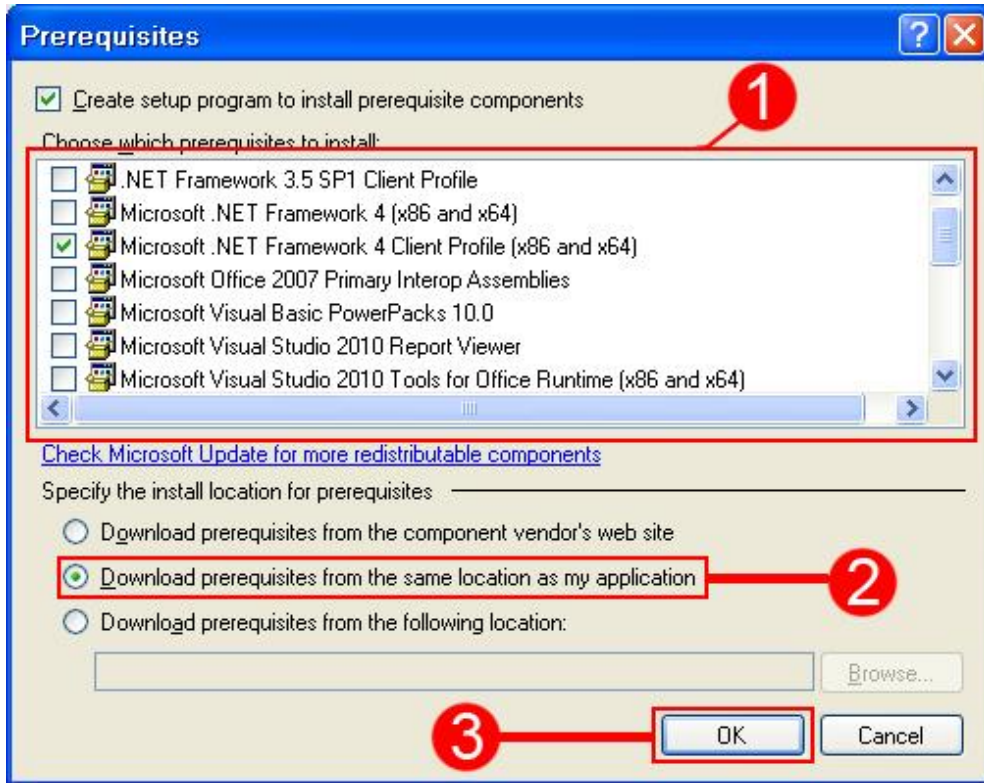 Prerequisites
Create setup program to install prerequisite components
1
Choose which prerequisites to install:
.NET Framework 3.5 SP1 Client Profile
Microsoft .NET Framework 4 (x86 and x64)
Microsoft .NET Framework 4 Client Profile (x86 and x64)
Microsoft Office 2007 Primary Interop Assemblies
Microsoft Visual Basic PowerPacks 10.0
Microsoft Visual Studio 2010 Report Viewer
Microsoft Visual Studio 2010 Tools for Office Runtime (x86 and x64)
Check Microsoft Update for more redistributable components
Specify the install location for prerequisites
Download prerequisites from the component vendor's web site
Download prerequisites from the same location as my application
2
Download prerequisites from the following location:
Browse...
3
OK
Cancel